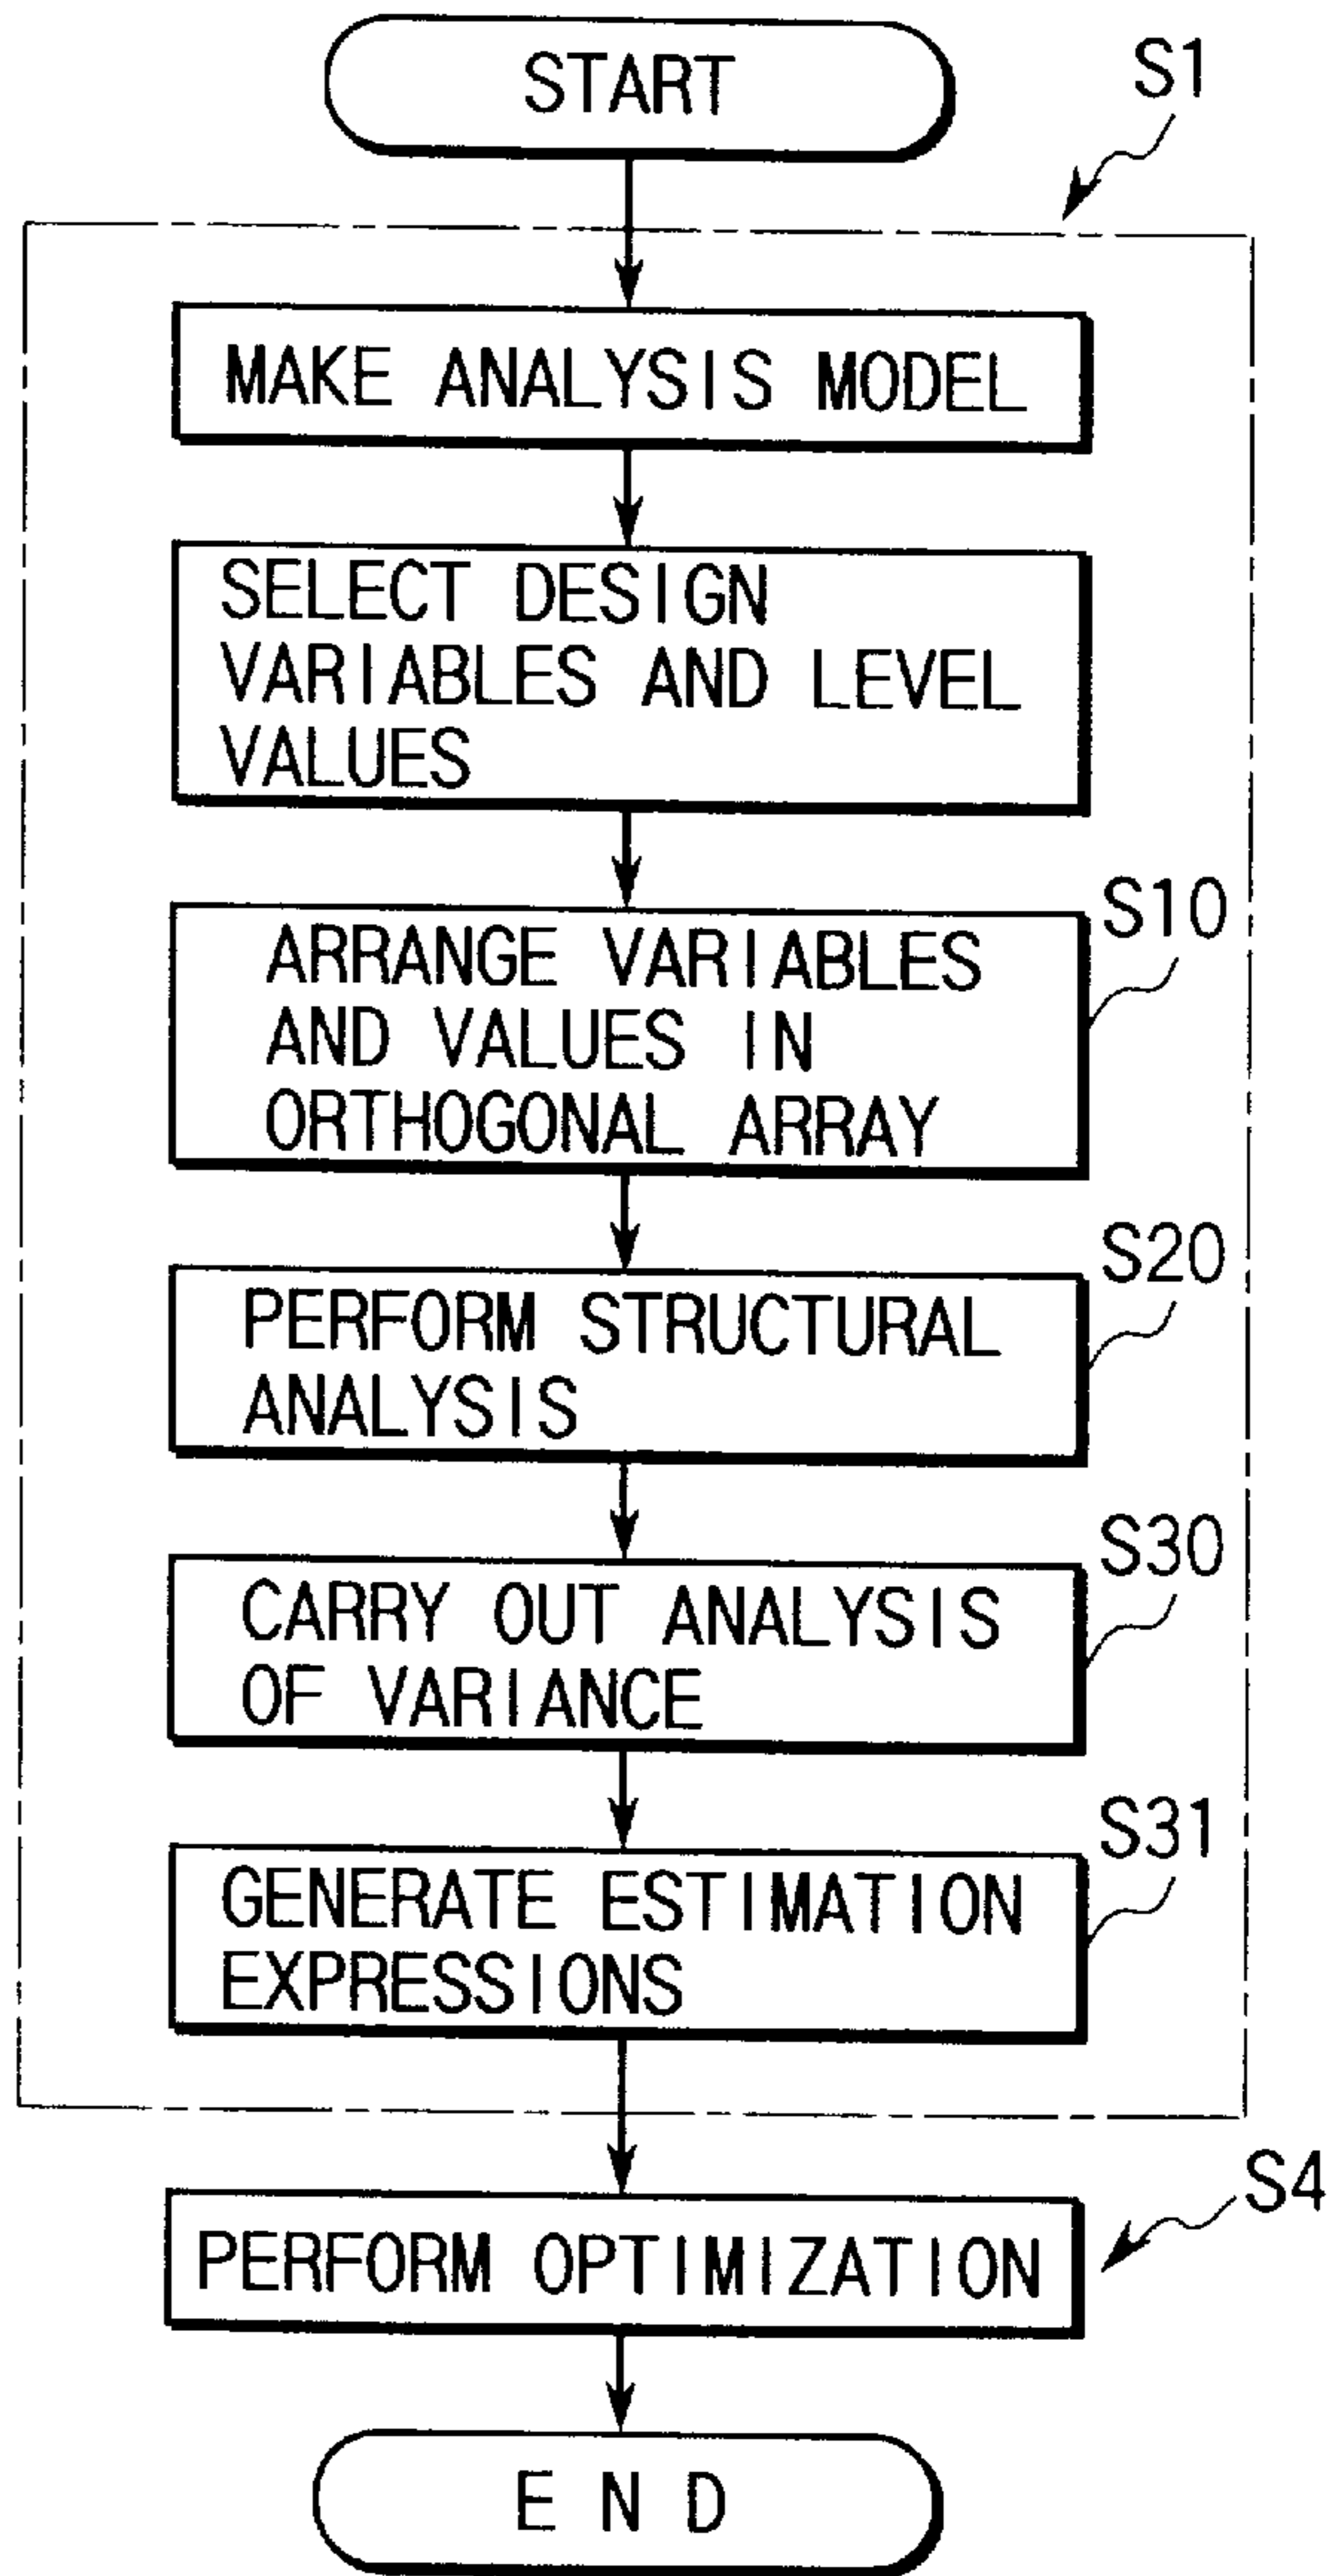 START
S1
MAKE ANALYSIS MODEL
SELECT DESIGN
VARIABLES AND LEVEL
VALUES
S10
ARRANGE VARIABLES
AND VALUES IN
ORTHOGONAL ARRAY
S20
PERFORM STRUCTURAL
ANALYSIS
S30
CARRY OUT ANALYSIS
OF VARIANCE
S31
GENERATE ESTIMATION
EXPRESSIONS
S4
PERFORM OPTIMIZATION
END